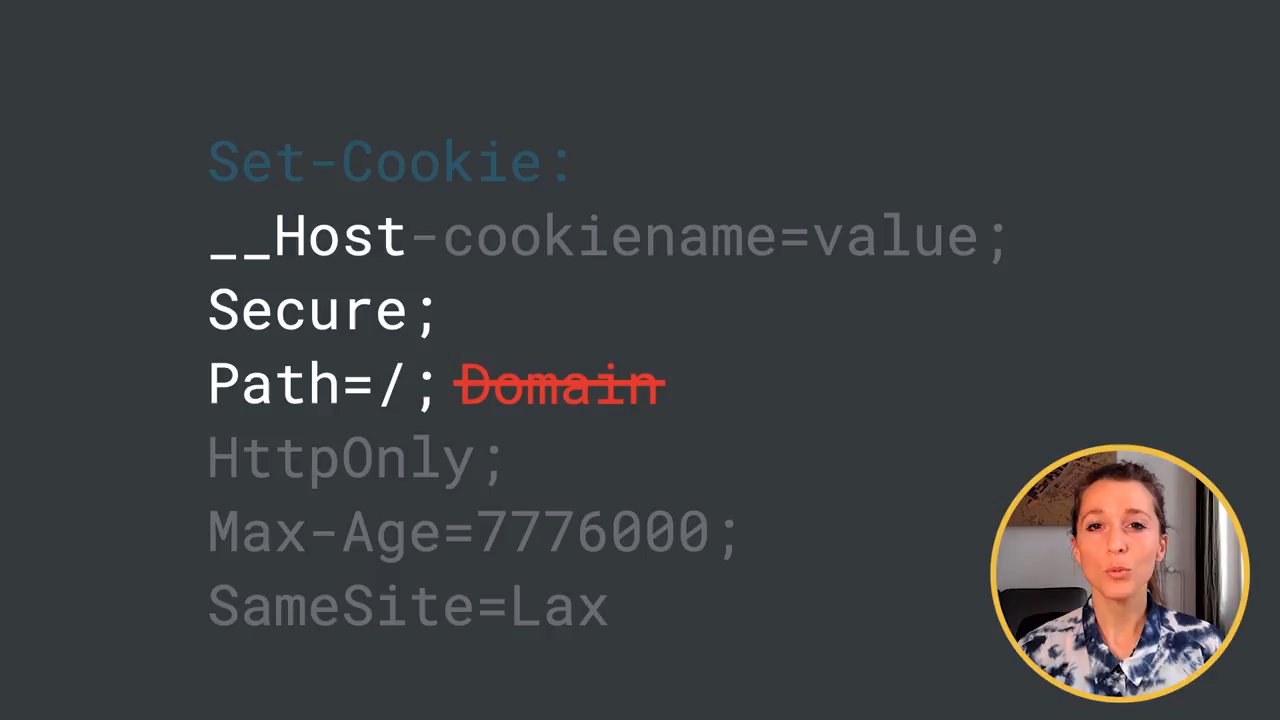 Set-Cookie:
__Host-cookiename=value;
Secure;
Path=/; Domain
HttpOnly;
Max-Age=7776000;
SameSite=Lax